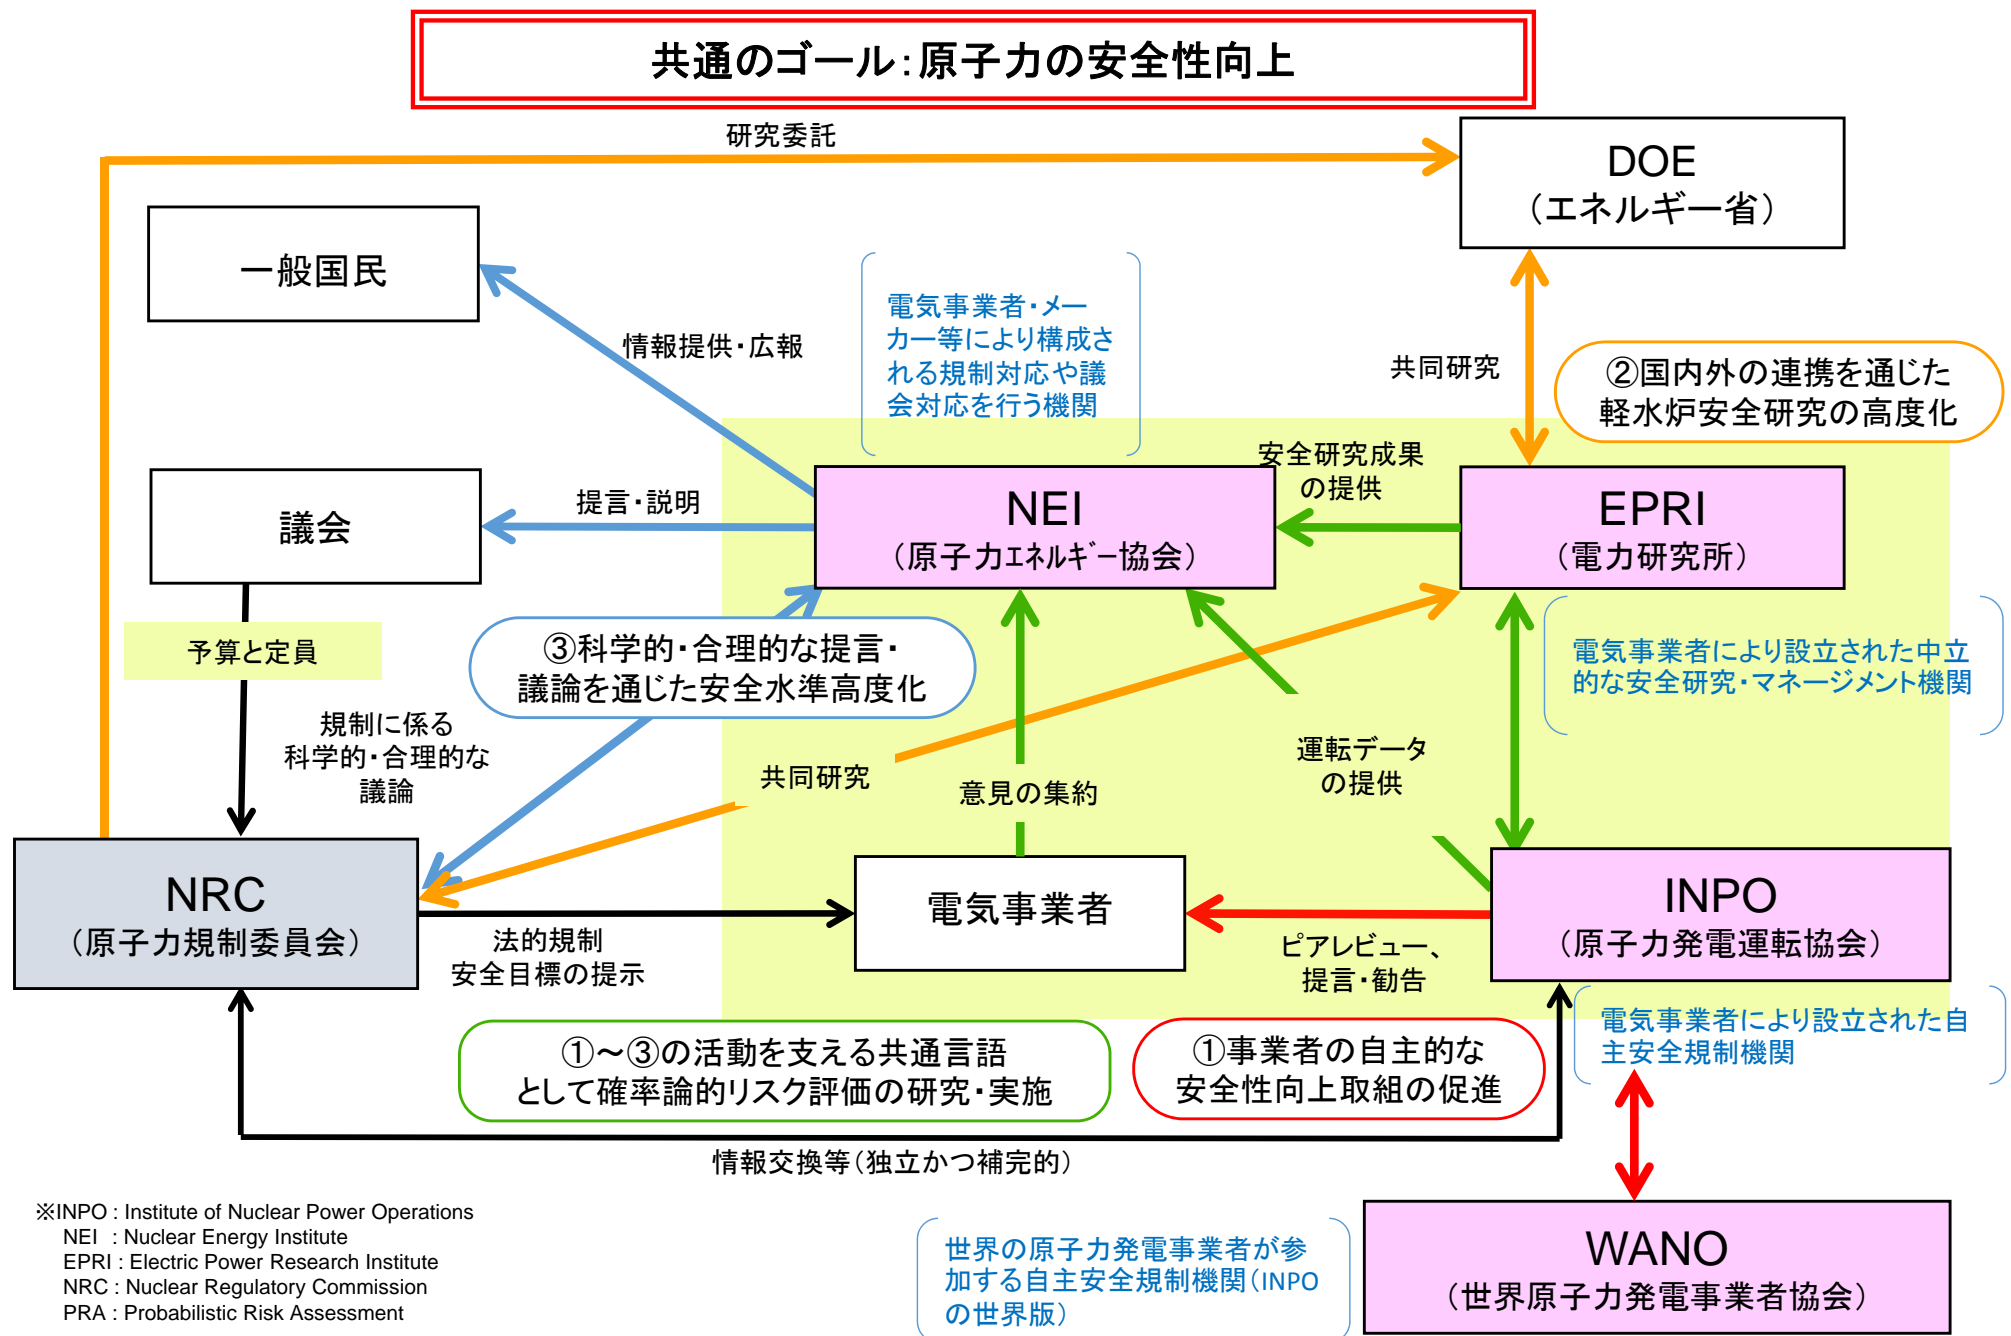 共通のゴール：原子力の安全性向上
研究委託
DOE
（エネルギー省）
一般国民
情報提供・広報
電気事業者・メー
カー等により構成さ
れる規制対応や議
会対応を行う機関
共同研究
②国内外の連携を通じた
軽水炉安全研究の高度化
議会
提言・説明
NEI
（原子力ｴﾈﾙｷﾞｰ協会）
安全研究成果
の提供
EPRI
（電力研究所）
予算と定員
③科学的・合理的な提言・
議論を通じた安全水準高度化
電気事業者により設立された中立
的な安全研究・マネージメント機関
規制に係る
科学的・合理的な
議論
共同研究
意見の集約
運転データ
の提供
NRC
（原子力規制委員会）
法的規制
安全目標の提示
電気事業者
ピアレビュー、
提言・勧告
INPO
（原子力発電運転協会）
①～③の活動を支える共通言語
として確率論的リスク評価の研究・実施
①事業者の自主的な
安全性向上取組の促進
電気事業者により設立された自
主安全規制機関
情報交換等（独立かつ補完的）
※INPO : Institute of Nuclear Power Operations
NEI : Nuclear Energy Institute
EPRI : Electric Power Research Institute
NRC : Nuclear Regulatory Commission
PRA : Probabilistic Risk Assessment
世界の原子力発電事業者が参
加する自主安全規制機関（INPO
の世界版）
WANO
（世界原子力発電事業者協会）